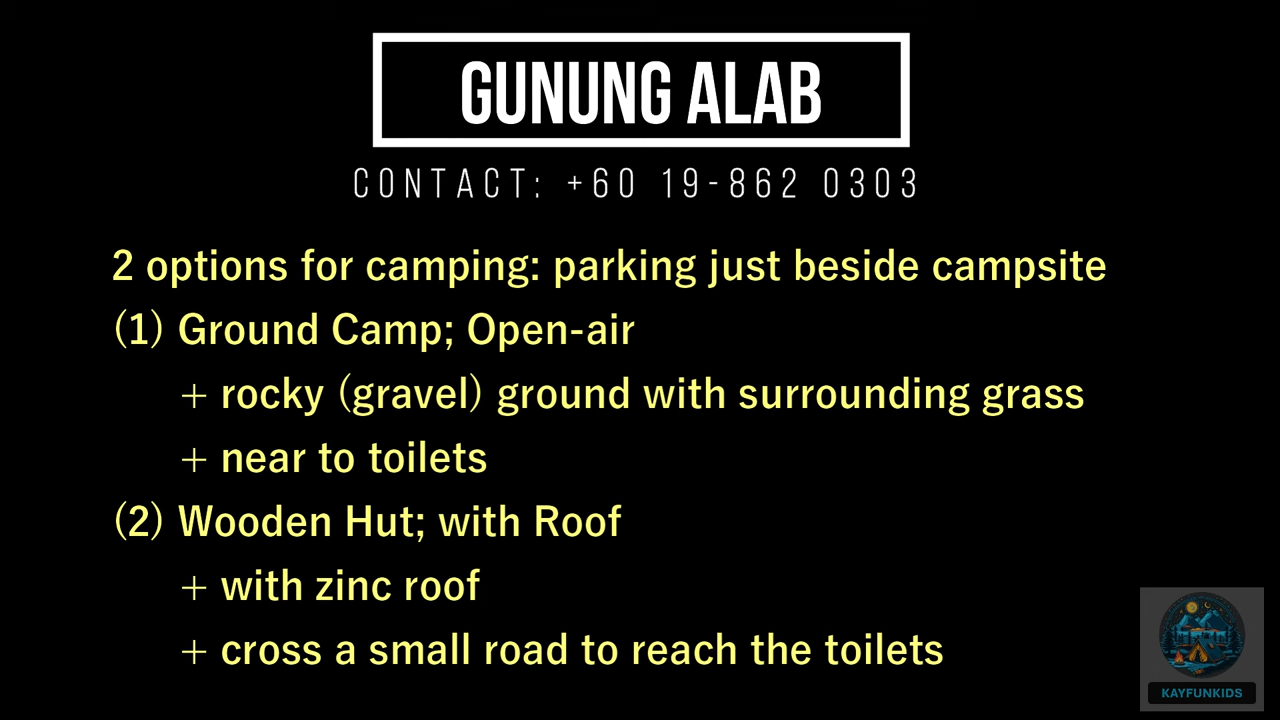 GUNUNG ALAB
CONTACT: +60 19-862 0303
2 options for camping: parking just beside campsite
(1) Ground Camp; Open-air
+ rocky (gravel) ground with surrounding grass
+ near to toilets
(2) Wooden Hut; with Roof
+ with zinc roof
+ cross a small road to reach the toilets
KAYFUNKIDS